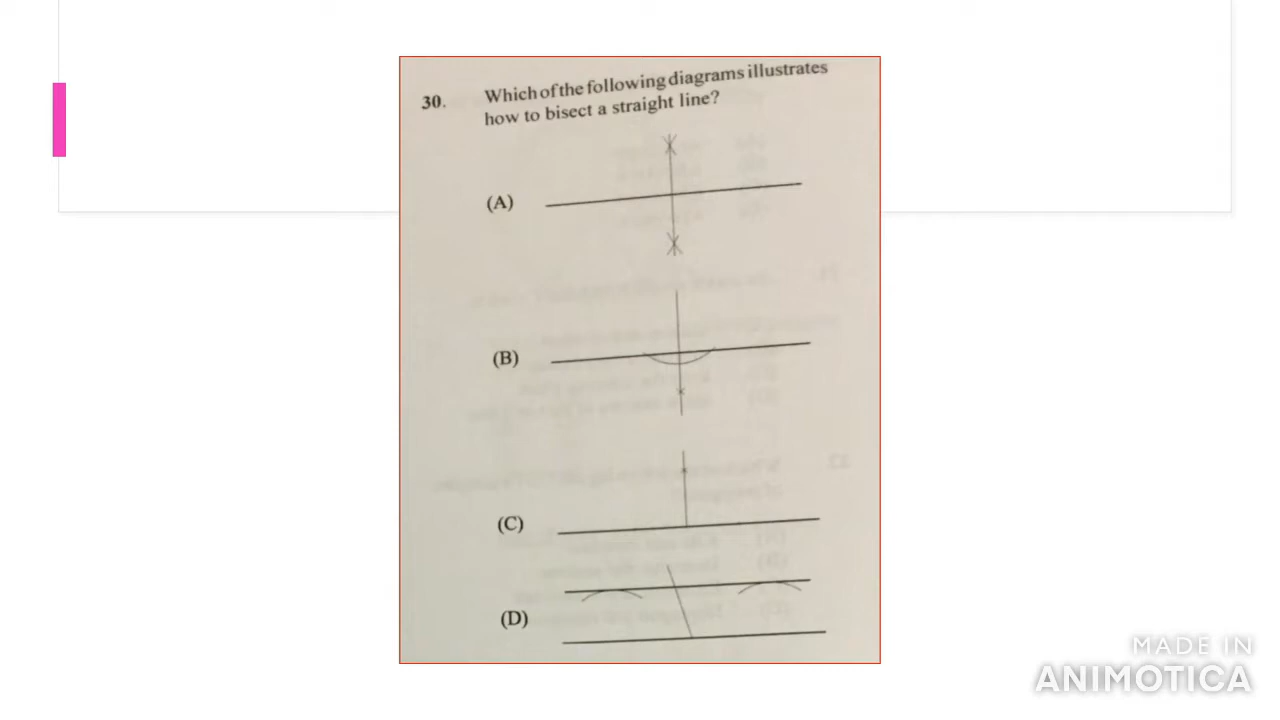 30. Which of the following diagrams illustrates
how to bisect a straight line?
(A)
(B)
(C)
(D)
MADE IN
ANIMOTICA